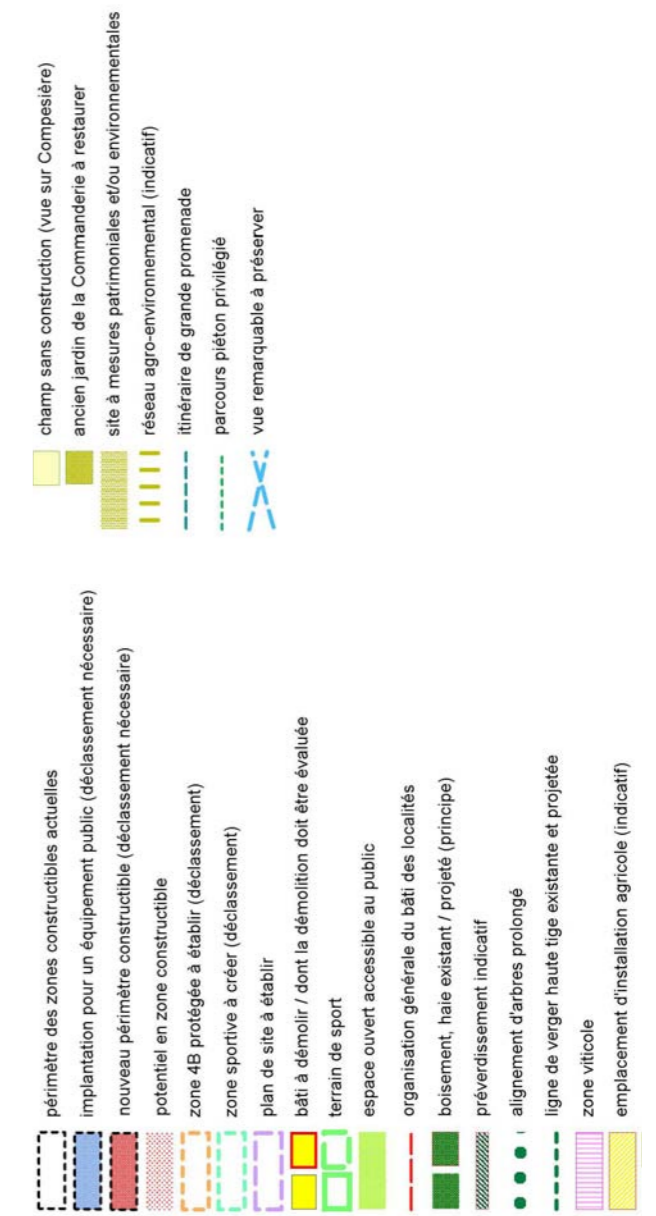 périmètre des zones constructibles actuelles
implantation pour un équipement public (déclassement nécessaire)
nouveau périmètre constructible (déclassement nécessaire)
potentiel en zone constructible
zone 4B protégée à établir (déclassement)
zone sportive à créer (déclassement)
plan de site à établir
bâti à démolir / dont la démolition doit être évaluée
terrain de sport
espace ouvert accessible au public
organisation générale du bâti des localités
boisement, haie existant / projeté (principe)
préverdissement indicatif
alignement d'arbres prolongé
ligne de verger haute tige existante et projetée
zone viticole
emplacement d'installation agricole (indicatif)
champ sans construction (vue sur Compesière)
ancien jardin de la Commanderie à restaurer
site à mesures patrimoniales et/ou environnementales
réseau agro-environnemental (indicatif)
itinéraire de grande promenade
parcours piéton privilégié
vue remarquable à préserver